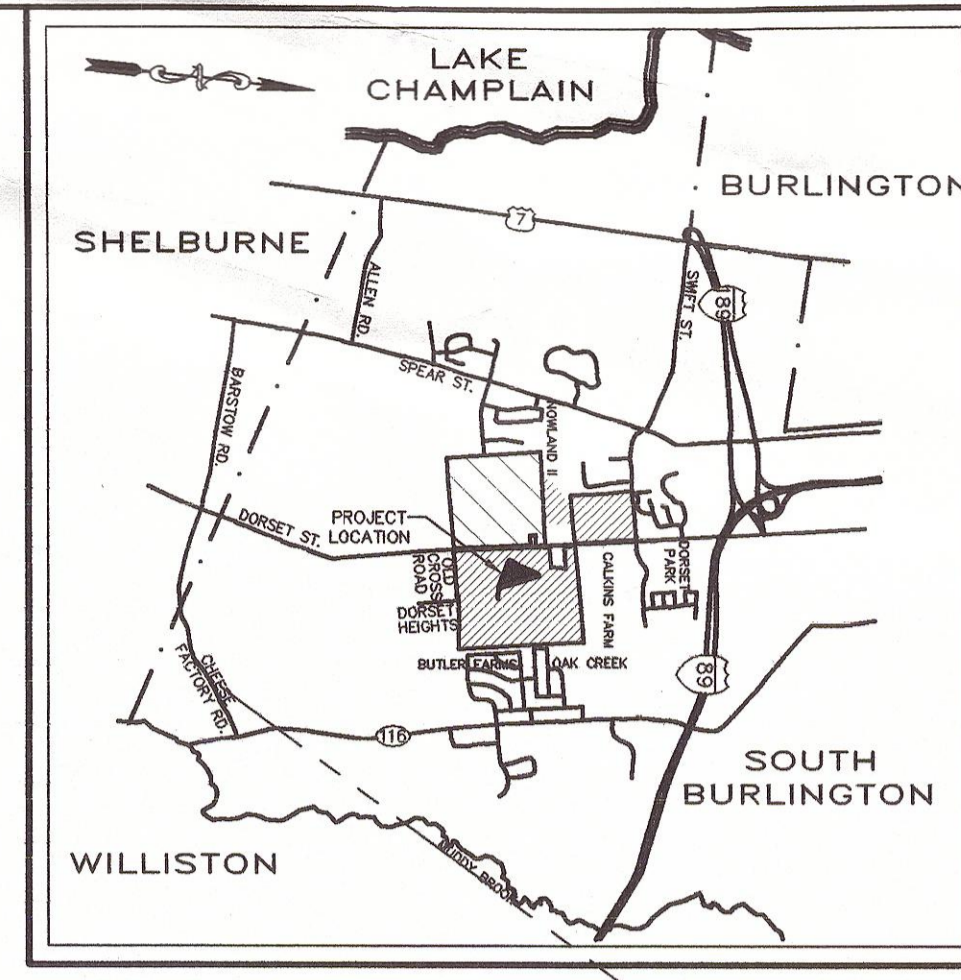 LAKE
CHAMPLAIN
BURLINGTON
7
SHELBURNE
ALLEN RD.
SWIFT ST.
189
SPEAR ST.
BARSTOW RD.
NOWLAND II
PROJECT
LOCATION
DORSET ST.
OLD
CROSS
ROAD
DORSET
HEIGHTS
CALKINS FARM
DORSET
PARK
BUTLER FARMS
OAK CREEK
89
CHEESE
FACTORY RD.
116
SOUTH
BURLINGTON
WILLISTON
MUDDY BROOK